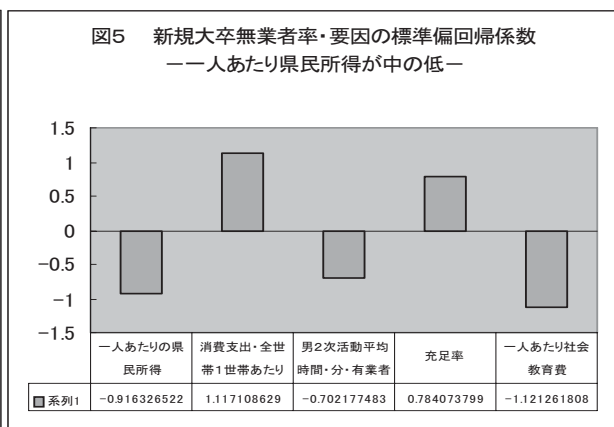 図5 新規大卒無業者率・要因の標準偏回帰係数
－一人あたり県民所得が中の低－
1.5
1
0.5
0
-0.5
-1
-1.5
一人あたりの県
民所得
消費支出・全世
帯1世帯あたり
男2次活動平均
時間・分・有業者
充足率
一人あたり社会
教育費
系列1 -0.916326522 1.117108629 -0.702177483 0.784073799 -1.121261808